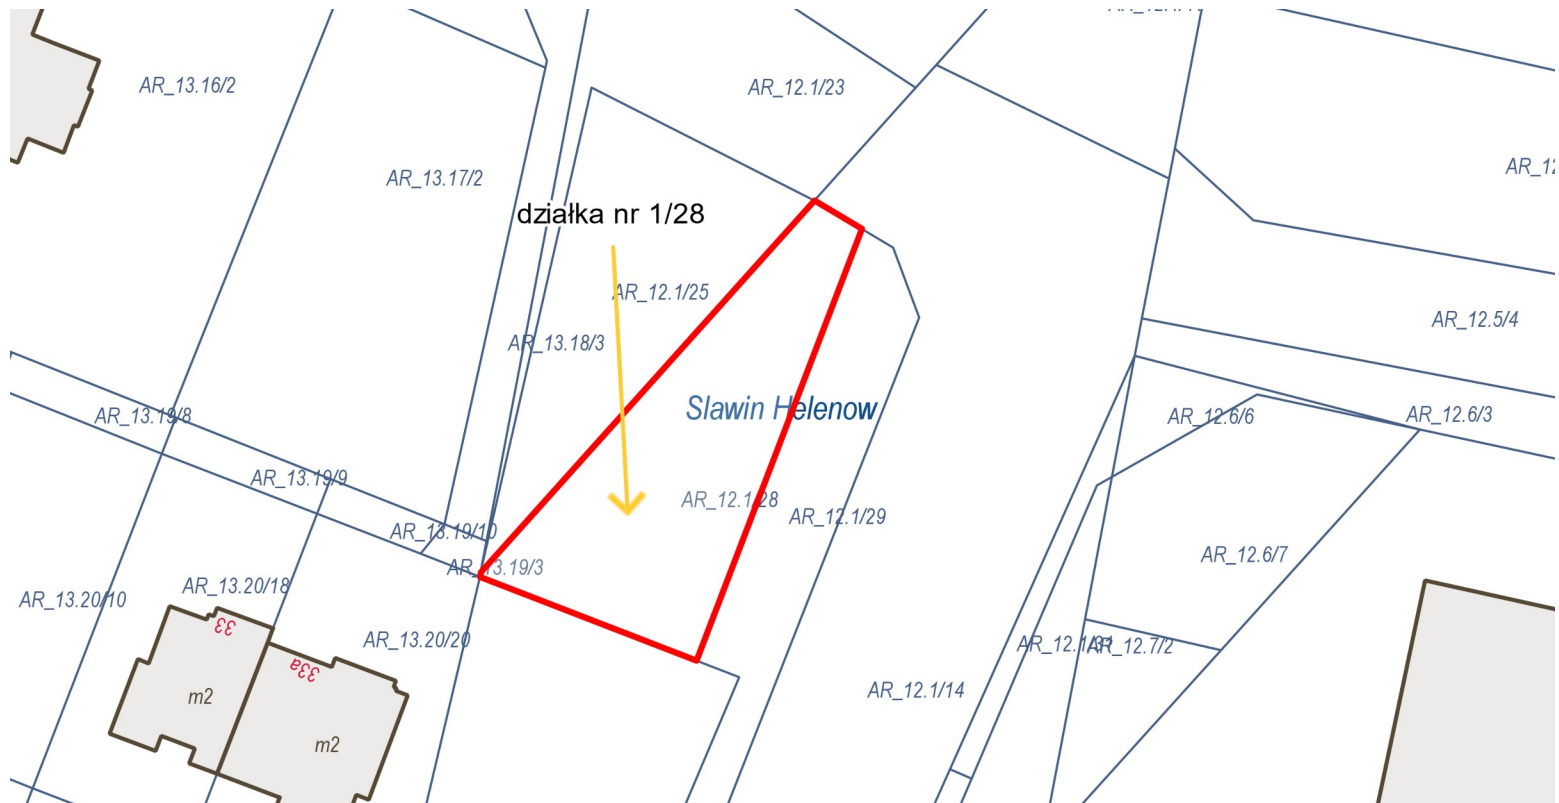 AR_13.16/2
AR_12.1/23
AR_13.17/2
działka nr 1/28
AR_12.1/25
AR_13.18/3
AR_12.5/4
Slawin Helenow
AR_13.19/8
AR_12.6/6
AR_12.6/3
AR_13.19/9
AR_12.1/28
AR_12.1/29
AR_13.19/10
AR_12.6/7
AR_13.19/3
AR_13.20/10
AR_13.20/18
33
AR_13.20/20
AR_12.7/2
33a
m2
AR_12.1/14
m2